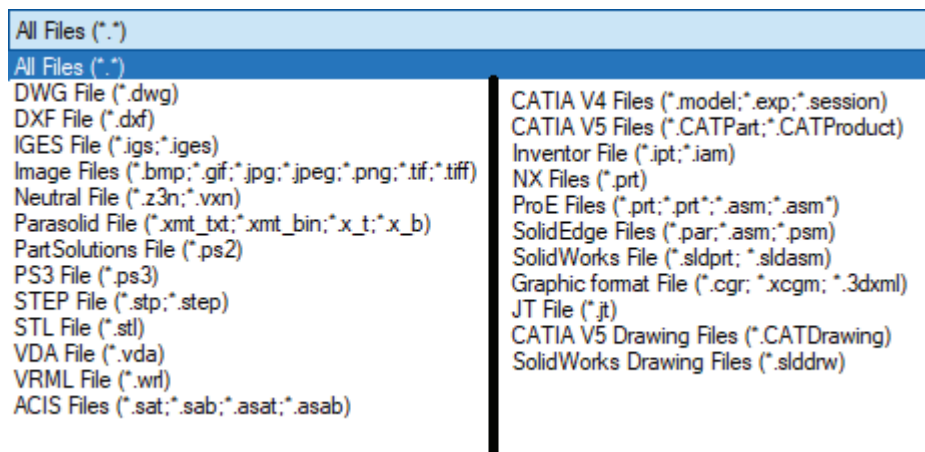 All Files (*.*)
All Files (*.*)
DWG File (*.dwg)
DXF File (*.dxf)
IGES File (*.igs;*.iges)
Image Files (*.bmp;*.gif;*.jpg;*.jpeg;*.png;*.tif;*.tiff)
Neutral File (*.z3n;*.vxn)
Parasolid File (*.xmt_txt;*.xmt_bin;*.x_t;*.x_b)
PartSolutions File (*.ps2)
PS3 File (*.ps3)
STEP File (*.stp;*.step)
STL File (*.stl)
VDA File (*.vda)
VRML File (*.wrl)
ACIS Files (*.sat;*.sab;*.asat;*.asab)
CATIA V4 Files (*.model;*.exp;*.session)
CATIA V5 Files (*.CATPart;*.CATProduct)
Inventor File (*.ipt;*.iam)
NX Files (*.prt)
ProE Files (*.prt;*.prt*;*.asm;*.asm*)
SolidEdge Files (*.par;*.asm;*.psm)
SolidWorks File (*.sldprt; *.sldasm)
Graphic format File (*.cgr; *.xcgm; *.3dxml)
JT File (*.jt)
CATIA V5 Drawing Files (*.CATDrawing)
SolidWorks Drawing Files (*.slddrw)